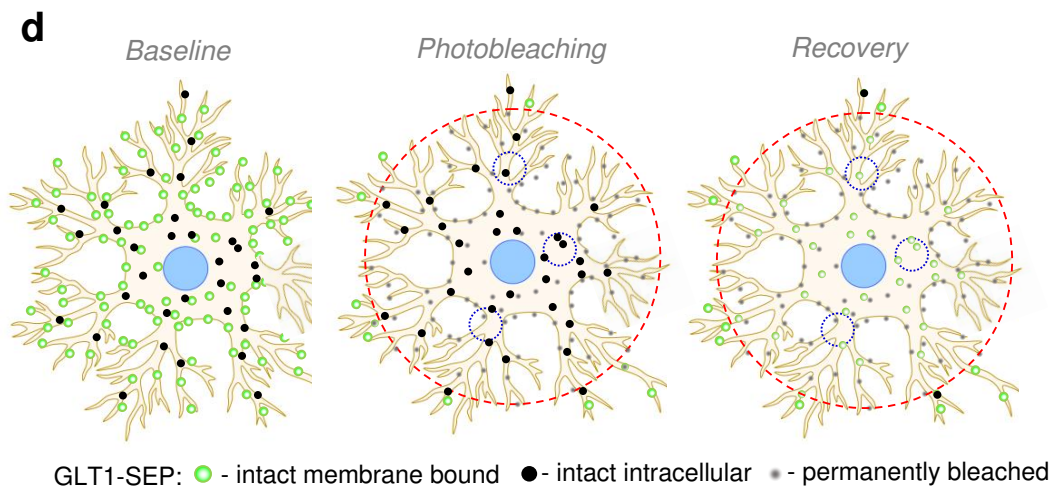 d
Baseline Photobleaching Recovery
GLT1-SEP: - intact membrane bound - intact intracellular - permanently bleached